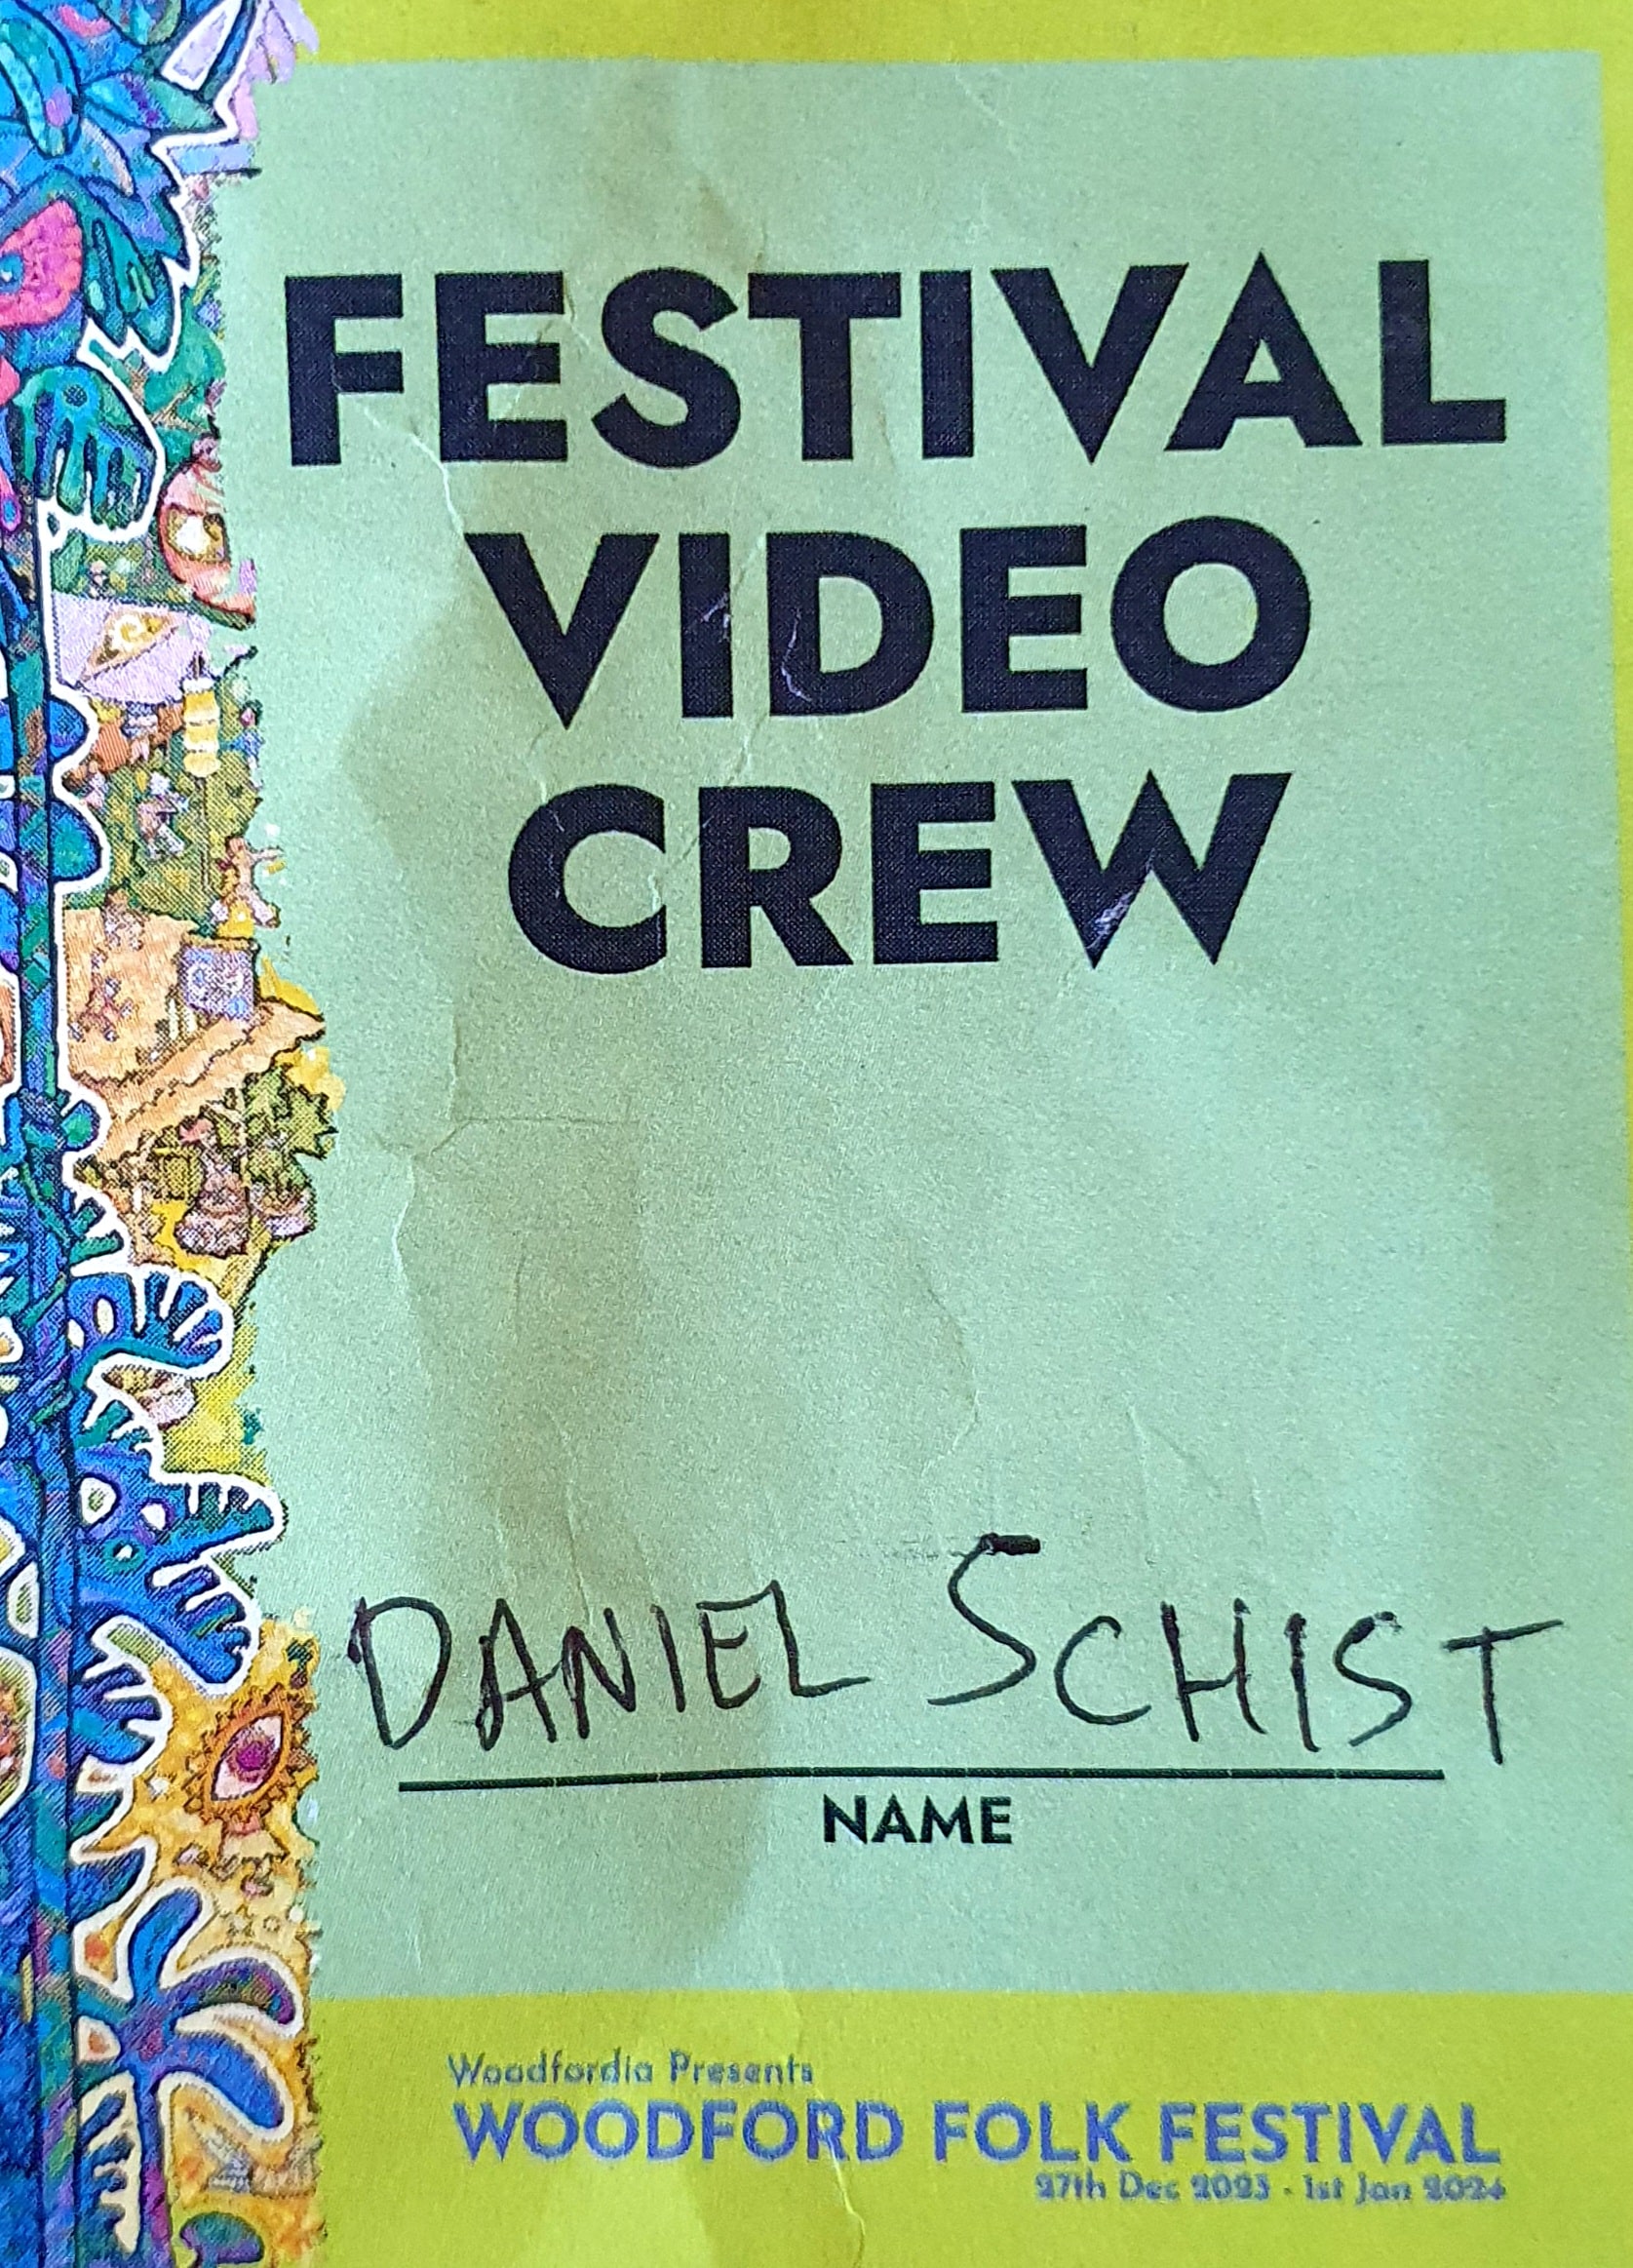 FESTIVAL
VIDEO
CREW
DANIEL SCHIST
NAME
Woodfordia Presents
WOODFORD FOLK FESTIVAL
27th Dec 2023 - 1st Jan 2024